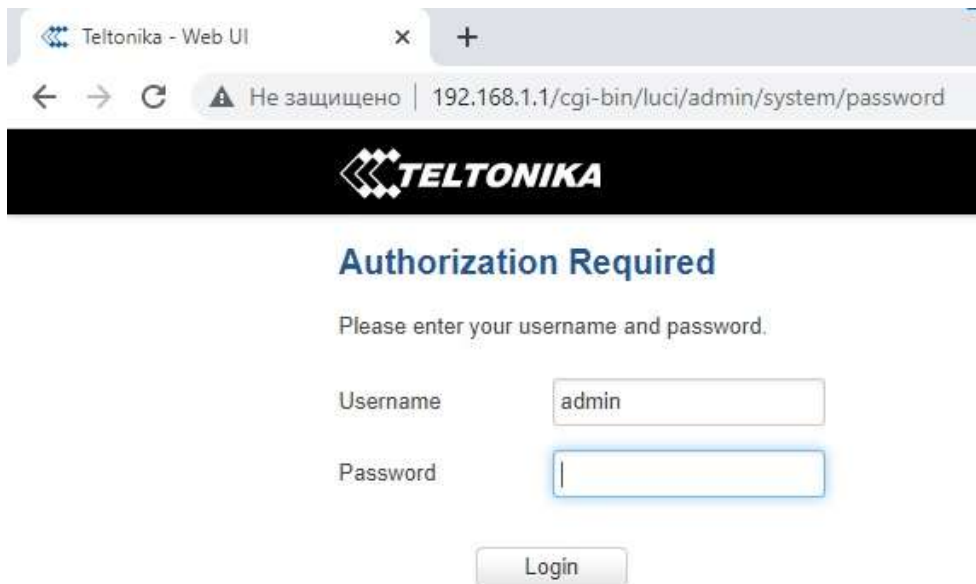 Teltonika - Web UI
Не защищено | 192.168.1.1/cgi-bin/luci/admin/system/password
TELTONIKA
Authorization Required
Please enter your username and password.
Username admin
Password
Login